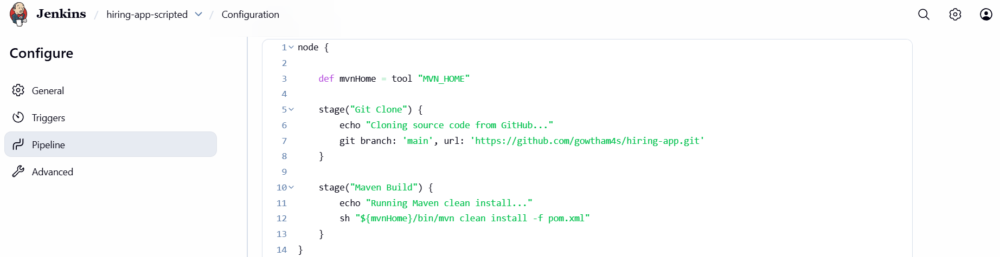 Jenkins / hiring-app-scripted / Configuration
Configure
General
Triggers
Pipeline
Advanced
1 node {
2
3     def mvnHome = tool "MVN_HOME"
4
5     stage("Git Clone") {
6         echo "Cloning source code from GitHub..."
7         git branch: 'main', url: 'https://github.com/gowtham4s/hiring-app.git'
8     }
9
10     stage("Maven Build") {
11         echo "Running Maven clean install..."
12         sh "${mvnHome}/bin/mvn clean install -f pom.xml"
13     }
14 }